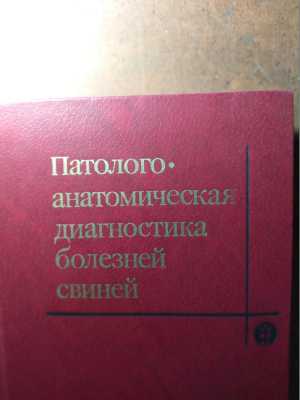 Патолого•
анатомическая
диагностика
болезней
свиней